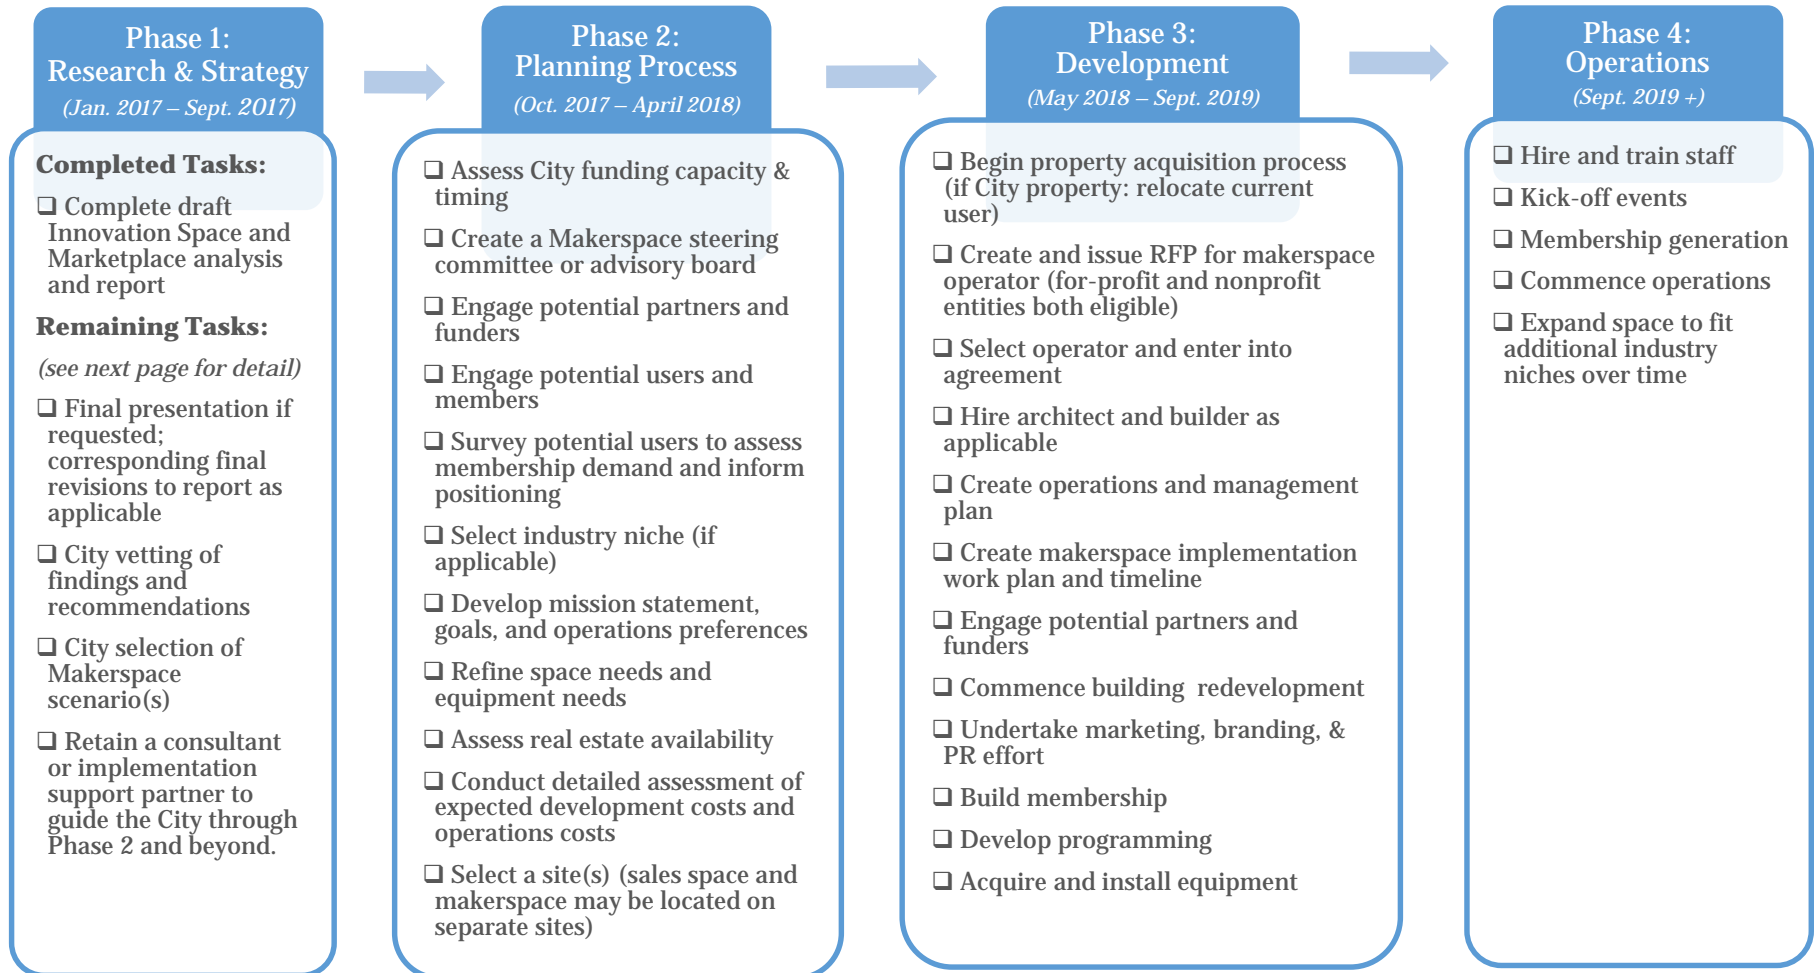 Phase 1:
Research & Strategy
(Jan. 2017 – Sept. 2017)
Completed Tasks:
❑ Complete draft
Innovation Space and
Marketplace analysis
and report
Remaining Tasks:
(see next page for detail)
❑ Final presentation if
requested;
corresponding final
revisions to report as
applicable
❑ City vetting of
findings and
recommendations
❑ City selection of
Makerspace
scenario(s)
❑ Retain a consultant
or implementation
support partner to
guide the City through
Phase 2 and beyond.
Phase 2:
Planning Process
(Oct. 2017 – April 2018)
❑ Assess City funding capacity &
timing
❑ Create a Makerspace steering
committee or advisory board
❑ Engage potential partners and
funders
❑ Engage potential users and
members
❑ Survey potential users to assess
membership demand and inform
positioning
❑ Select industry niche (if
applicable)
❑ Develop mission statement,
goals, and operations preferences
❑ Refine space needs and
equipment needs
❑ Assess real estate availability
❑ Conduct detailed assessment of
expected development costs and
operations costs
❑ Select a site(s) (sales space and
makerspace may be located on
separate sites)
Phase 3:
Development
(May 2018 – Sept. 2019)
❑ Begin property acquisition process
(if City property: relocate current
user)
❑ Create and issue RFP for makerspace
operator (for-profit and nonprofit
entities both eligible)
❑ Select operator and enter into
agreement
❑ Hire architect and builder as
applicable
❑ Create operations and management
plan
❑ Create makerspace implementation
work plan and timeline
❑ Engage potential partners and
funders
❑ Commence building redevelopment
❑ Undertake marketing, branding, &
PR effort
❑ Build membership
❑ Develop programming
❑ Acquire and install equipment
Phase 4:
Operations
(Sept. 2019 +)
❑ Hire and train staff
❑ Kick-off events
❑ Membership generation
❑ Commence operations
❑ Expand space to fit
additional industry
niches over time